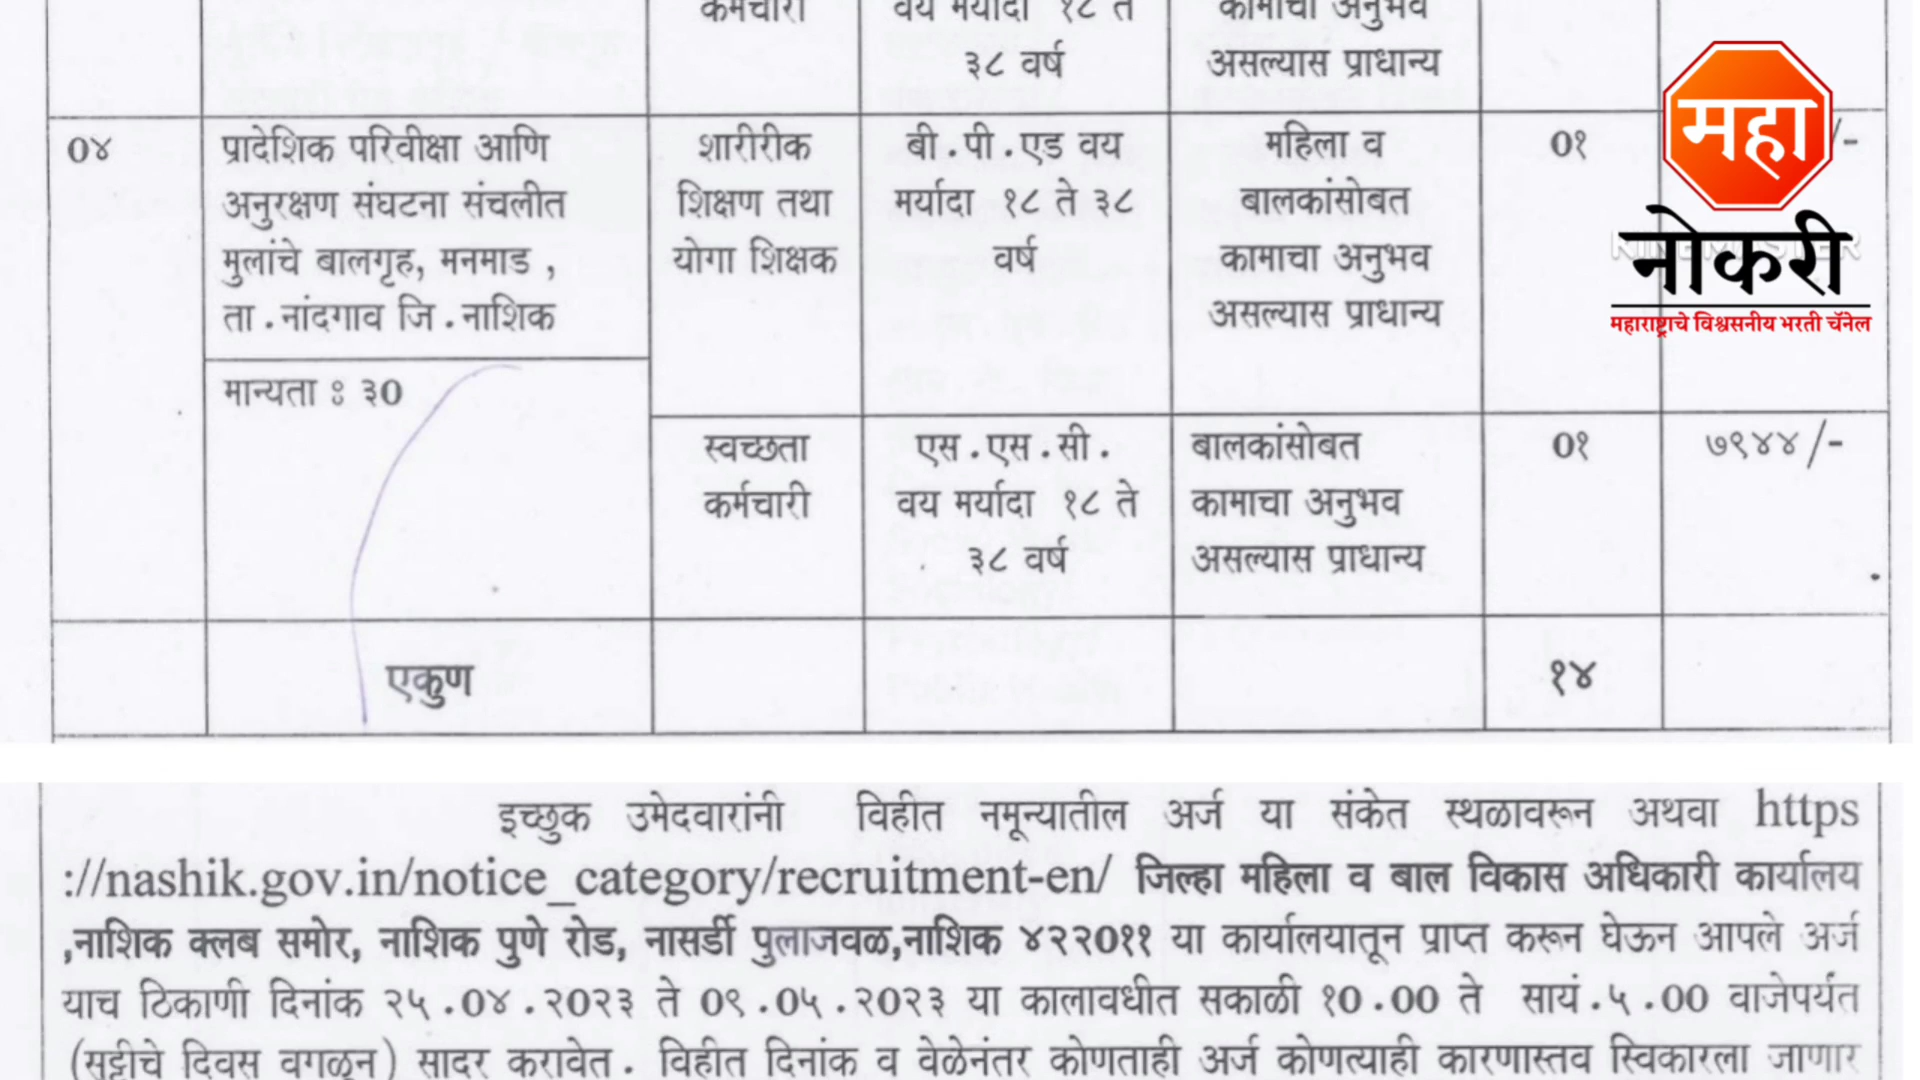 कर्मचारी वय मर्यादा १८ ते कामाचा अनुभव
३८ वर्ष असल्यास प्राधान्य
०४ प्रादेशिक परिवीक्षा आणि शारीरीक बी.पी.एड वय महिला व ०१ /-
अनुरक्षण संघटना संचलीत शिक्षण तथा मर्यादा १८ ते ३८ बालकांसोबत
मुलांचे बालगृह, मनमाड , योगा शिक्षक वर्ष कामाचा अनुभव
ता .नांदगाव जि .नाशिक असल्यास प्राधान्य
मान्यता ः ३०
स्वच्छता एस .एस .सी . बालकांसोबत ०१ ७९४४/-
कर्मचारी वय मर्यादा १८ ते कामाचा अनुभव
३८ वर्ष असल्यास प्राधान्य
एकुण १४
महा
नोकरी
KINEMASTER
महाराष्ट्राचे विश्वसनीय भरती चॅनेल
इच्छुक उमेदवारांनी विहीत नमून्यातील अर्ज या संकेत स्थळावरून अथवा https
://nashik.gov.in/notice_category/recruitment-en/ जिल्हा महिला व बाल विकास अधिकारी कार्यालय
,नाशिक क्लब समोर, नाशिक पुणे रोड, नासर्डी पुलाजवळ,नाशिक ४२२०११ या कार्यालयातून प्राप्त करून घेऊन आपले अर्ज
याच ठिकाणी दिनांक २५ .०४ .२०२३ ते ०९ .०५ .२०२३ या कालावधीत सकाळी १० .०० ते सायं .५ .०० वाजेपर्यंत
(सुट्टीचे दिवस वगळून) सादर करावेत . विहीत दिनांक व वेळेनंतर कोणताही अर्ज कोणत्याही कारणास्तव स्विकारला जाणार